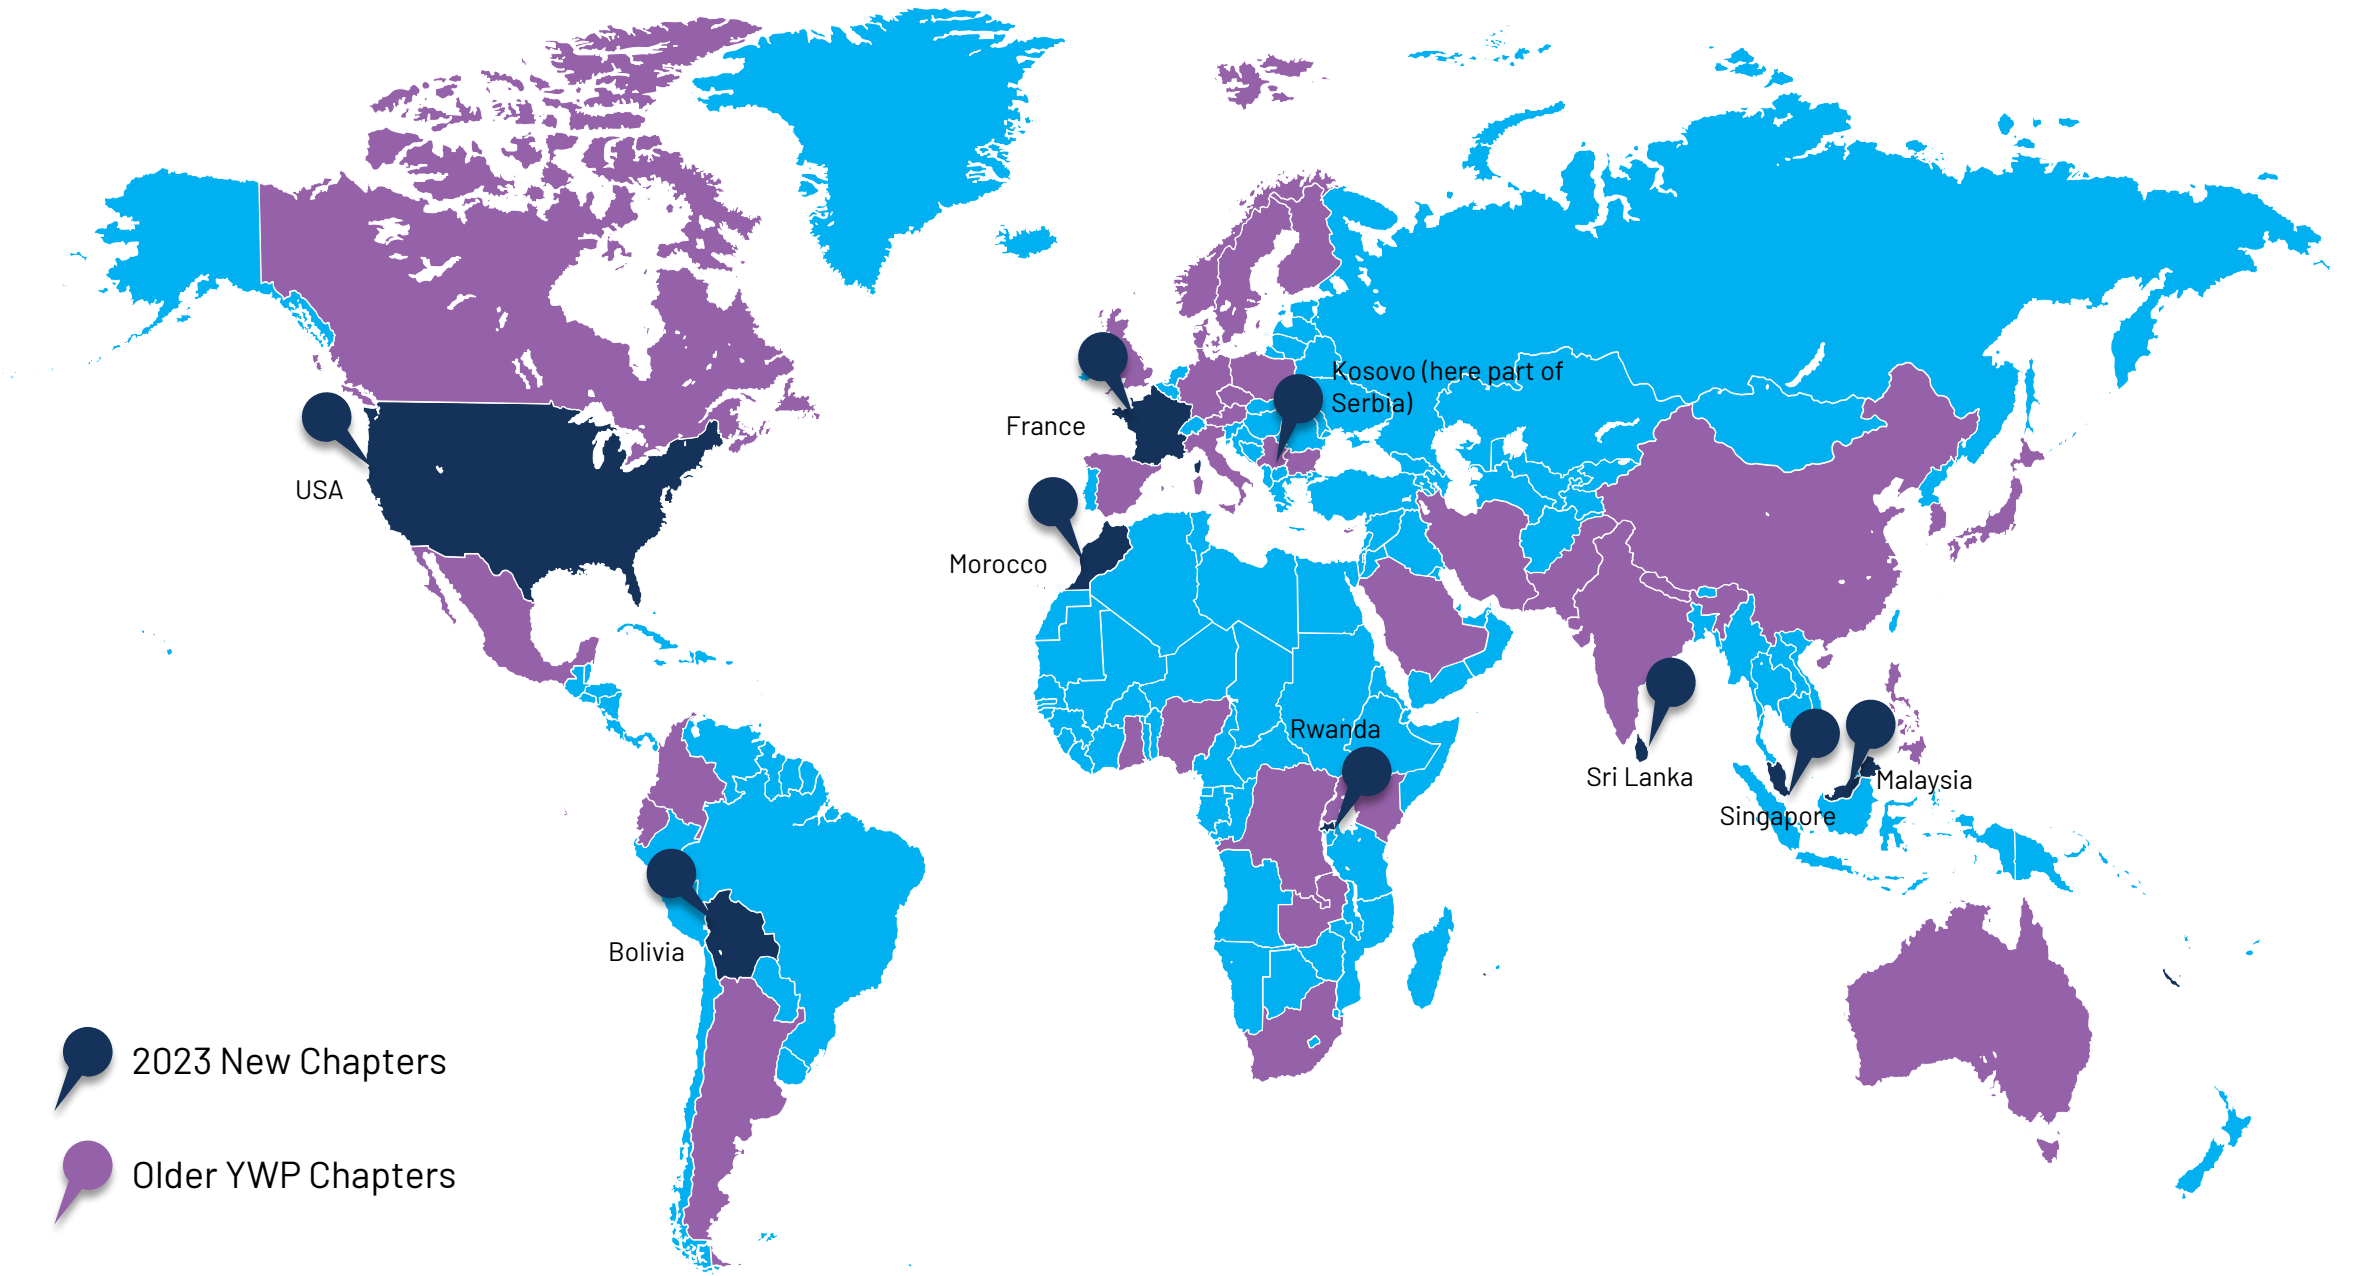 Kosovo (here part of
Serbia)
France
USA
Morocco
Rwanda
Sri Lanka
Malaysia
Singapore
Bolivia
2023 New Chapters
Older YWP Chapters